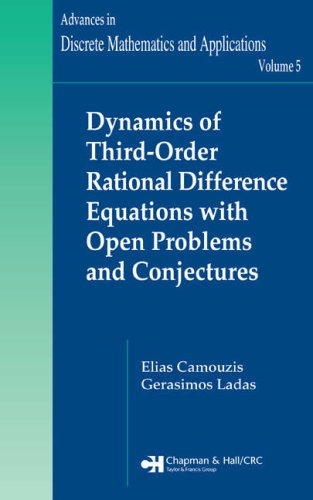 Advances in
Discrete Mathematics and Applications
Volume 5
Dynamics of
Third-Order
Rational Difference
Equations with
Open Problems
and Conjectures
Elias Camouzis
Gerasimos Ladas
Chapman & Hall/CRC
Taylor & Francis Group